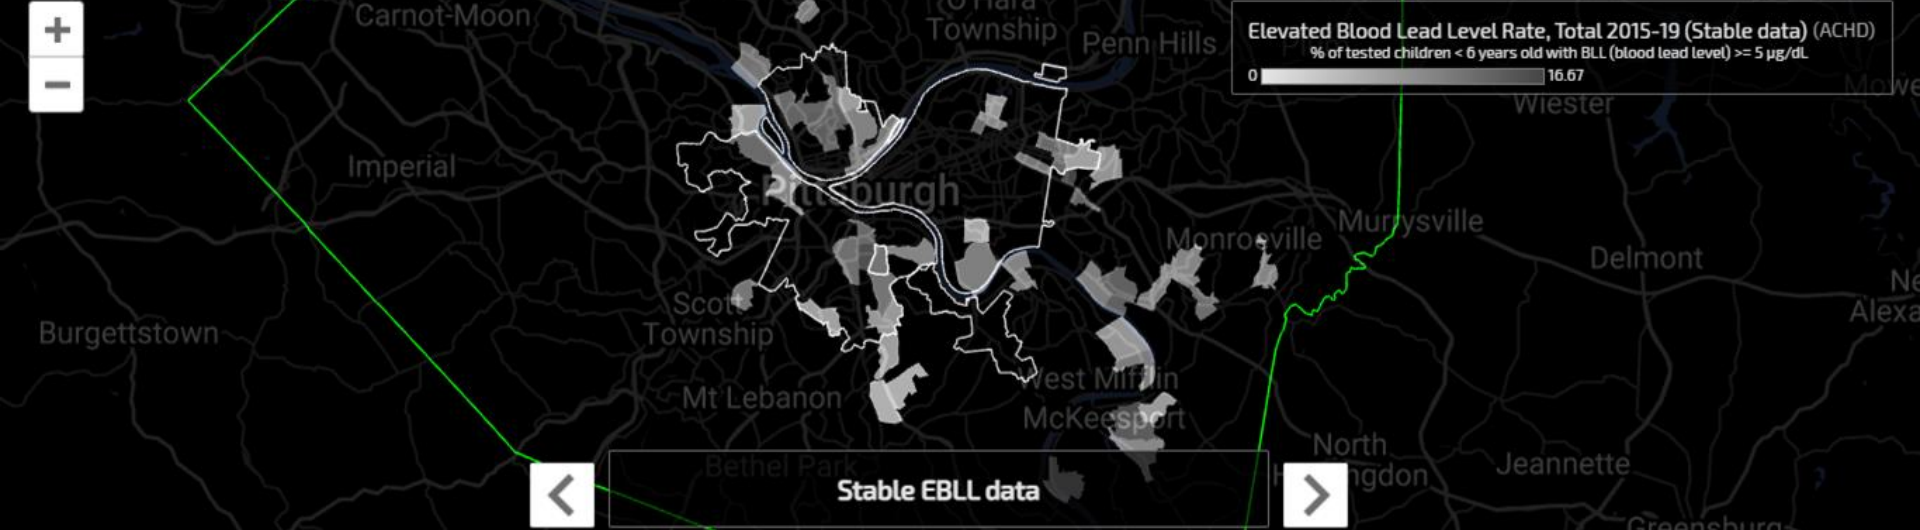 +
−
Carnot-Moon
O'Hara
Township
Penn Hills
Elevated Blood Lead Level Rate, Total 2015-19 (Stable data) (ACHD)
% of tested children < 6 years old with BLL (blood lead level) >= 5 µg/dL
0 16.67
Wiester
Imperial
Pittsburgh
Murrysville
Monroeville
Delmont
Scott
Township
Burgettstown
Mt Lebanon
West Mifflin
McKeesport
North
Jeannette
Bethel Park
Stable EBLL data
Greensburg